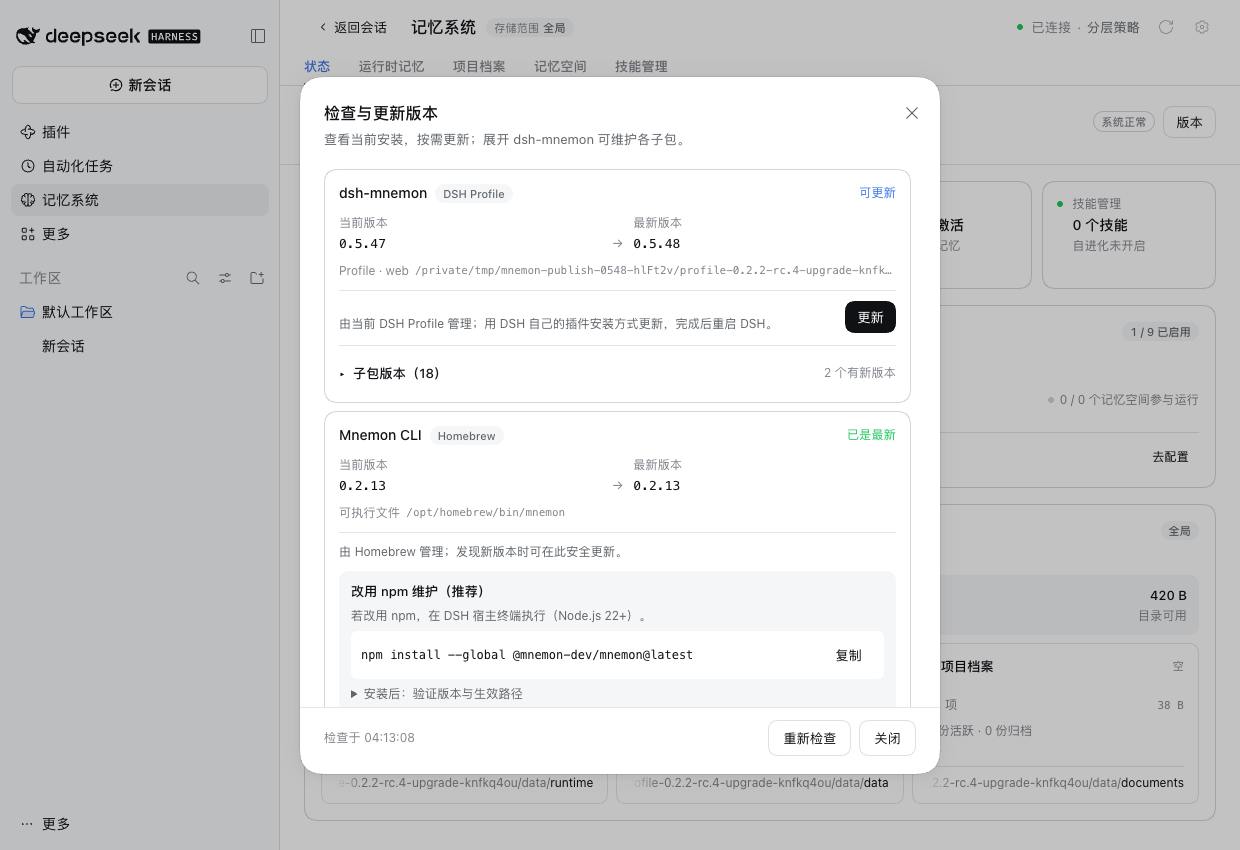 deepseek HARNESS
新会话
插件
自动化任务
记忆系统
更多
工作区
默认工作区
新会话
更多
返回会话
记忆系统
存储范围 全局
已连接 · 分层策略
状态
运行时记忆
项目档案
记忆空间
技能管理
系统正常
版本
检查与更新版本
查看当前安装，按需更新；展开 dsh-mnemon 可维护各子包。
dsh-mnemon
DSH Profile
可更新
当前版本
最新版本
0.5.47
→ 0.5.48
Profile · web /private/tmp/mnemon-publish-0548-hlFt2v/profile-0.2.2-rc.4-upgrade-knfk…
由当前 DSH Profile 管理；用 DSH 自己的插件安装方式更新，完成后重启 DSH。
更新
子包版本（18）
2 个有新版本
Mnemon CLI
Homebrew
已是最新
当前版本
最新版本
0.2.13
→ 0.2.13
可执行文件 /opt/homebrew/bin/mnemon
由 Homebrew 管理；发现新版本时可在此安全更新。
改用 npm 维护（推荐）
若改用 npm，在 DSH 宿主终端执行（Node.js 22+）。
npm install --global @mnemon-dev/mnemon@latest
复制
安装后：验证版本与生效路径
检查于 04:13:08
重新检查
关闭
激活
记忆
技能管理
0 个技能
自进化未开启
1 / 9 已启用
0 / 0 个记忆空间参与运行
去配置
全局
420 B
目录可用
项目档案
空
项
38 B
份活跃 · 0 份归档
e-0.2.2-rc.4-upgrade-knfkq4ou/data/runtime
ofile-0.2.2-rc.4-upgrade-knfkq4ou/data/data
2.2-rc.4-upgrade-knfkq4ou/data/documents